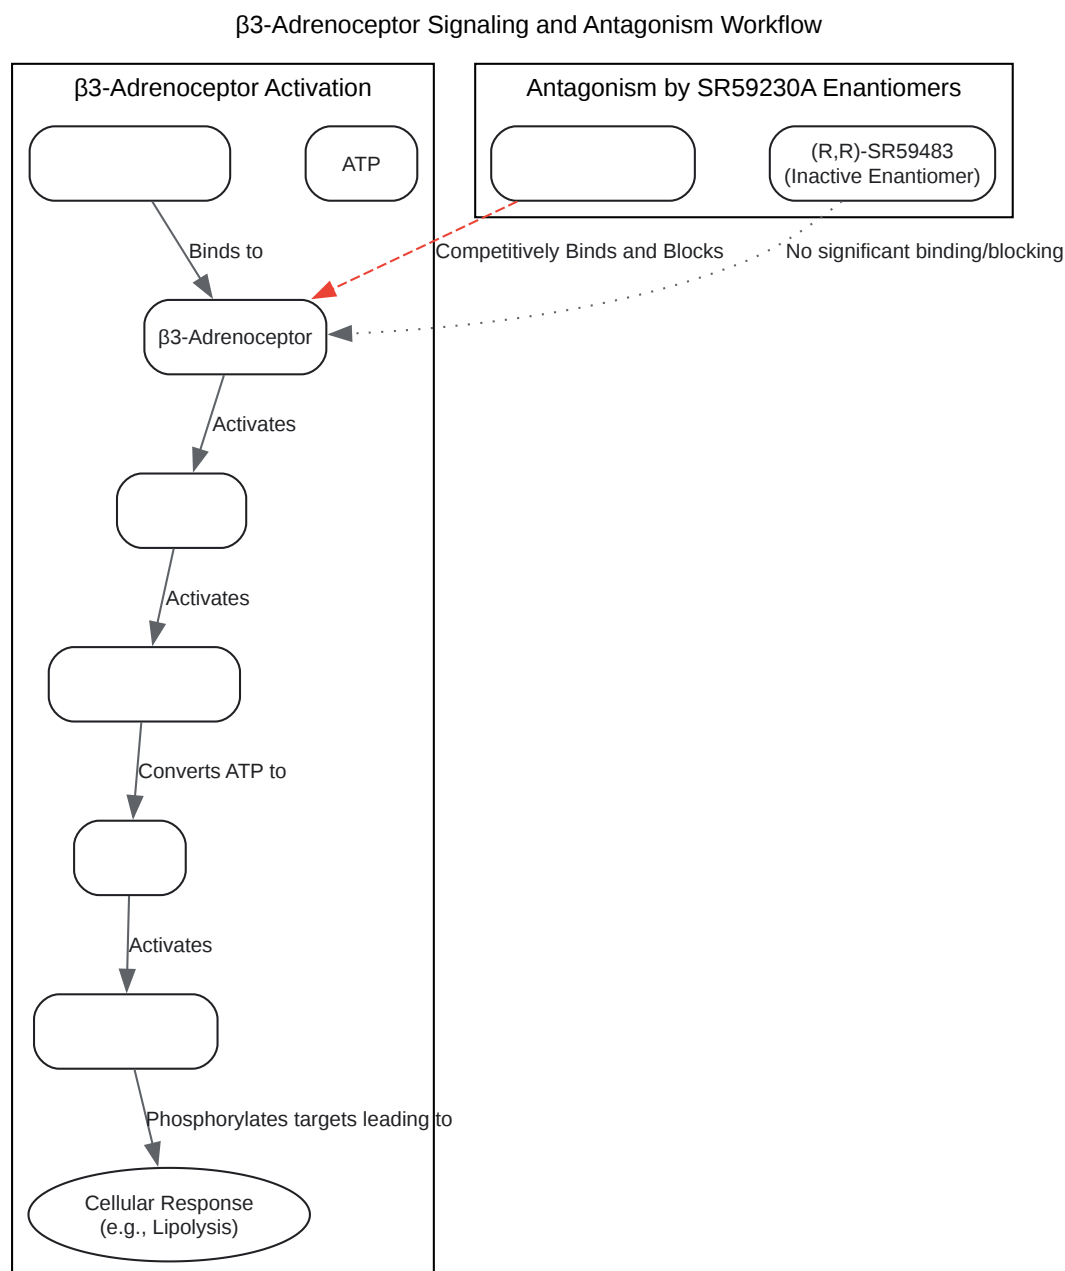 β3-Adrenoceptor Signaling and Antagonism Workflow
β3-Adrenoceptor Activation
Antagonism by SR59230A Enantiomers
ATP
(R,R)-SR59483
(Inactive Enantiomer)
Binds to
Competitively Binds and Blocks
No significant binding/blocking
β3-Adrenoceptor
Activates
Activates
Converts ATP to
Activates
Phosphorylates targets leading to
Cellular Response
(e.g., Lipolysis)